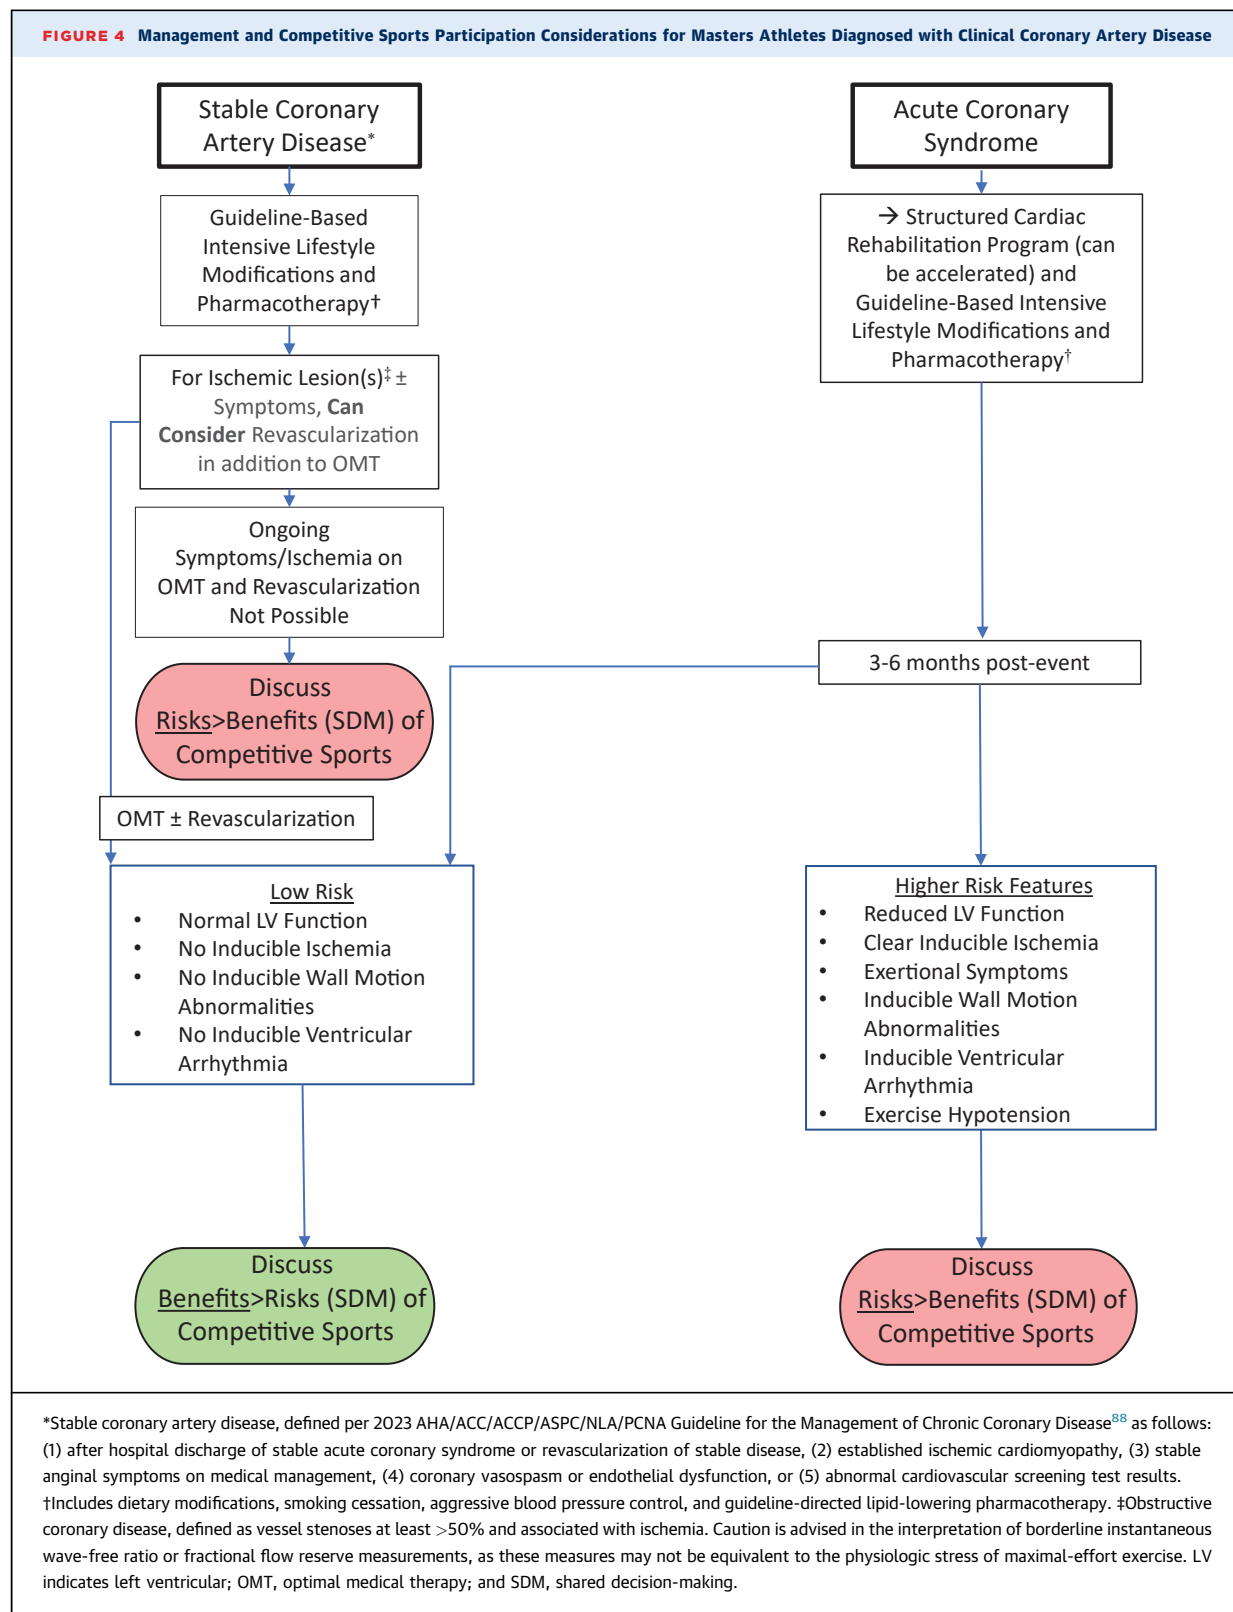 FIGURE 4 Management and Competitive Sports Participation Considerations for Masters Athletes Diagnosed with Clinical Coronary Artery Disease
Stable Coronary
Artery Disease*
Guideline-Based
Intensive Lifestyle
Modifications and
Pharmacotherapy†
For Ischemic Lesion(s)‡ ±
Symptoms, Can
Consider Revascularization
in addition to OMT
Ongoing
Symptoms/Ischemia on
OMT and Revascularization
Not Possible
Discuss
Risks>Benefits (SDM) of
Competitive Sports
OMT ± Revascularization
Low Risk
• Normal LV Function
• No Inducible Ischemia
• No Inducible Wall Motion
Abnormalities
• No Inducible Ventricular
Arrhythmia
Discuss
Benefits>Risks (SDM) of
Competitive Sports
Acute Coronary
Syndrome
→ Structured Cardiac
Rehabilitation Program (can
be accelerated) and
Guideline-Based Intensive
Lifestyle Modifications and
Pharmacotherapy†
3-6 months post-event
Higher Risk Features
• Reduced LV Function
• Clear Inducible Ischemia
• Exertional Symptoms
• Inducible Wall Motion
Abnormalities
• Inducible Ventricular
Arrhythmia
• Exercise Hypotension
Discuss
Risks>Benefits (SDM) of
Competitive Sports
*Stable coronary artery disease, defined per 2023 AHA/ACC/ACCP/ASPC/NLA/PCNA Guideline for the Management of Chronic Coronary Disease88 as follows:
(1) after hospital discharge of stable acute coronary syndrome or revascularization of stable disease, (2) established ischemic cardiomyopathy, (3) stable
anginal symptoms on medical management, (4) coronary vasospasm or endothelial dysfunction, or (5) abnormal cardiovascular screening test results.
†Includes dietary modifications, smoking cessation, aggressive blood pressure control, and guideline-directed lipid-lowering pharmacotherapy. ‡Obstructive
coronary disease, defined as vessel stenoses at least >50% and associated with ischemia. Caution is advised in the interpretation of borderline instantaneous
wave-free ratio or fractional flow reserve measurements, as these measures may not be equivalent to the physiologic stress of maximal-effort exercise. LV
indicates left ventricular; OMT, optimal medical therapy; and SDM, shared decision-making.